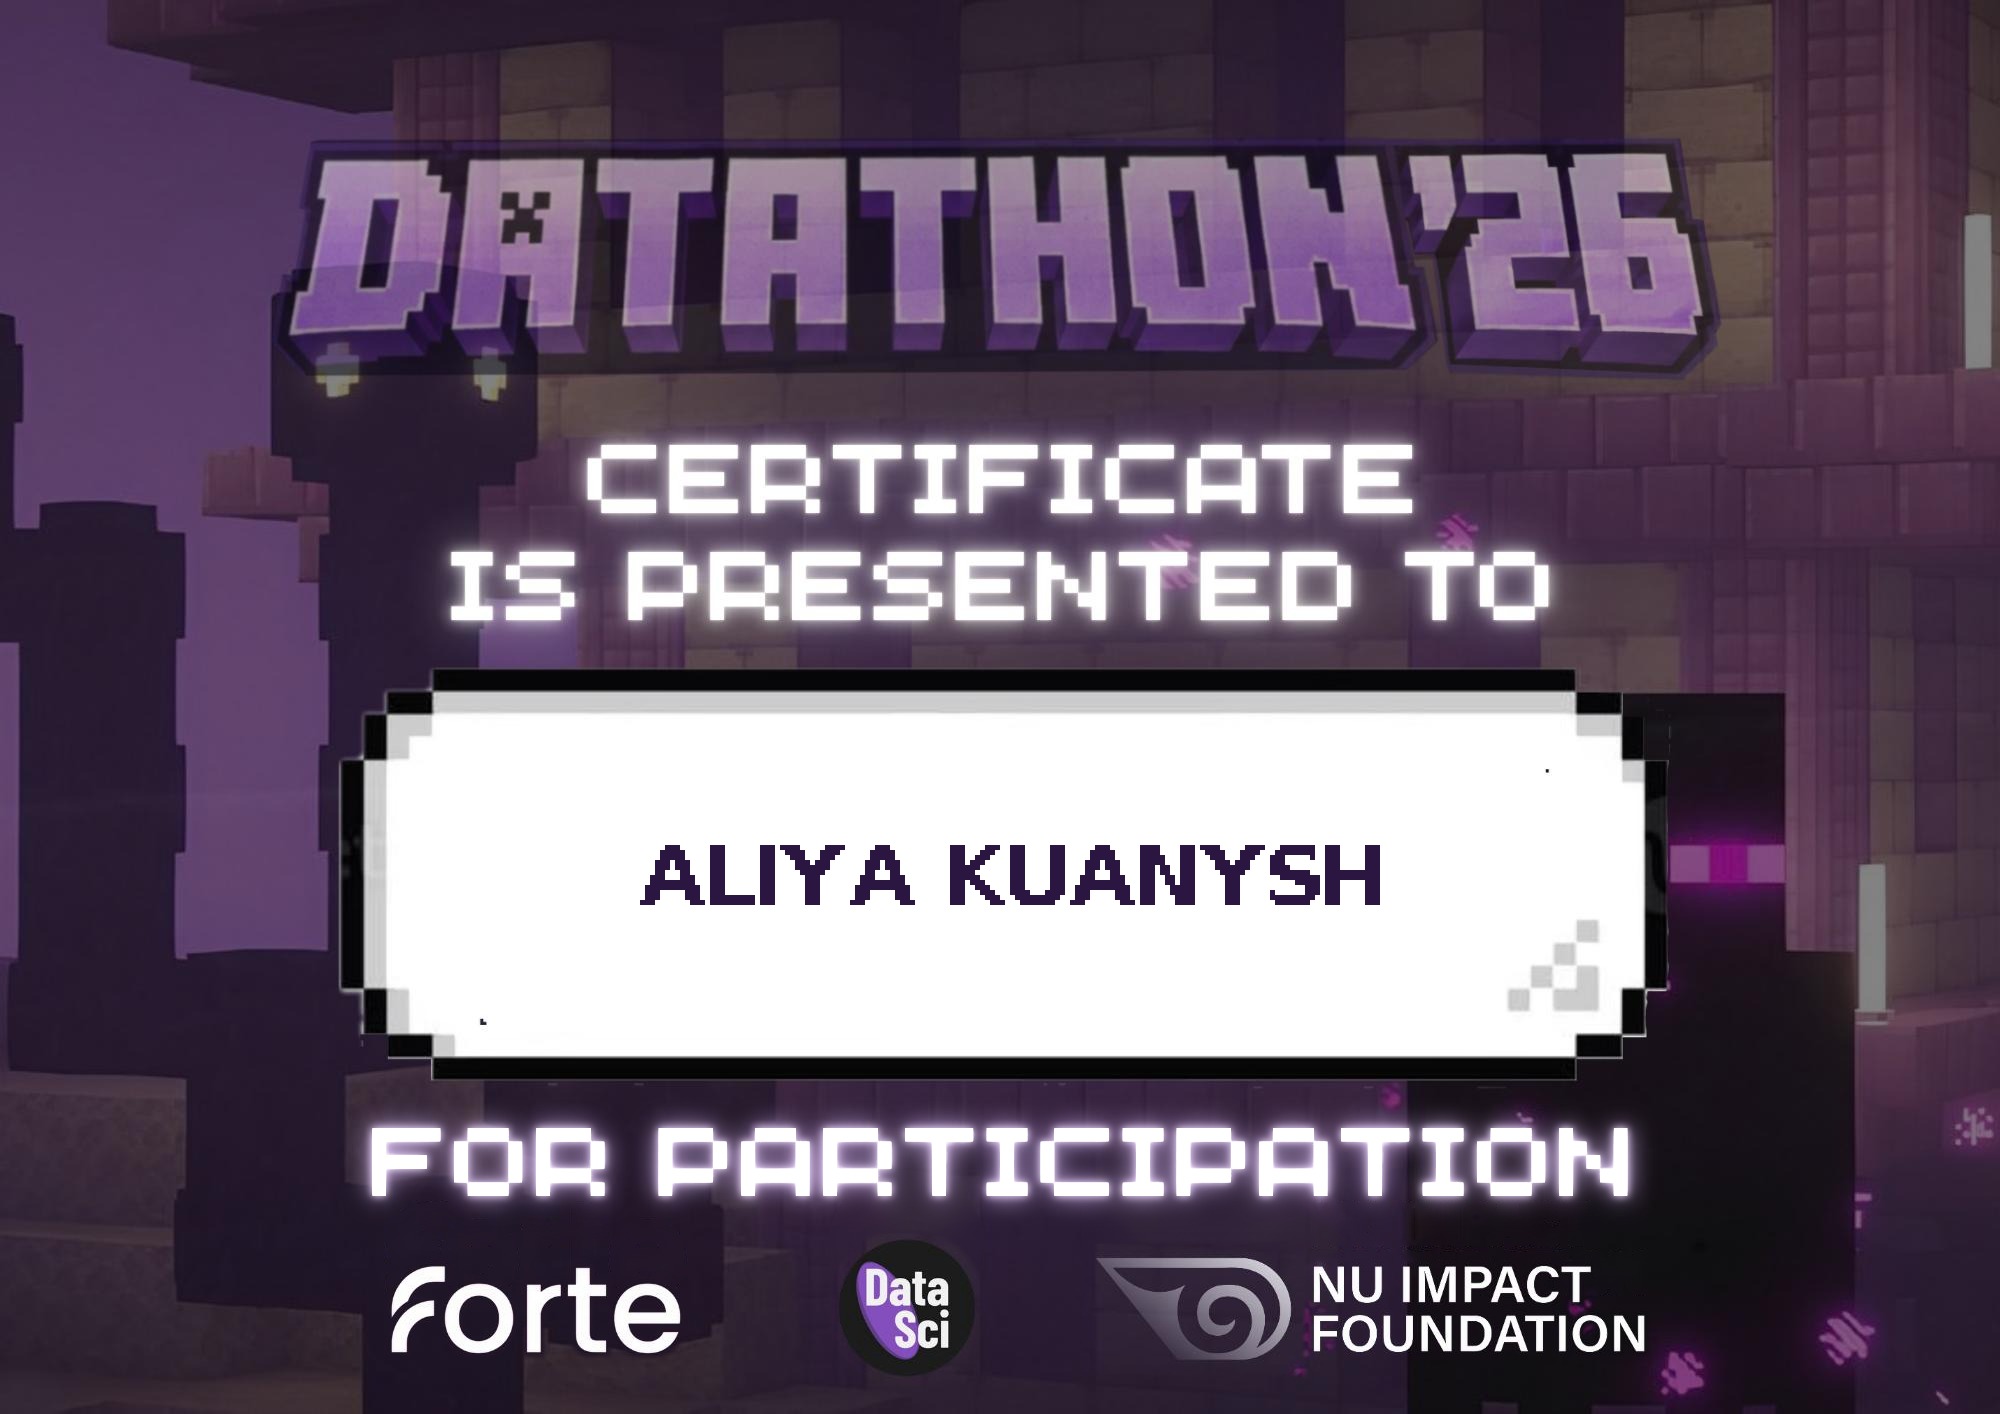 DATATHON'26
CERTIFICATE
IS PRESENTED TO
ALIYA KUANYSH
FOR PARTICIPATION
forte
Data
Sci
NU IMPACT
FOUNDATION